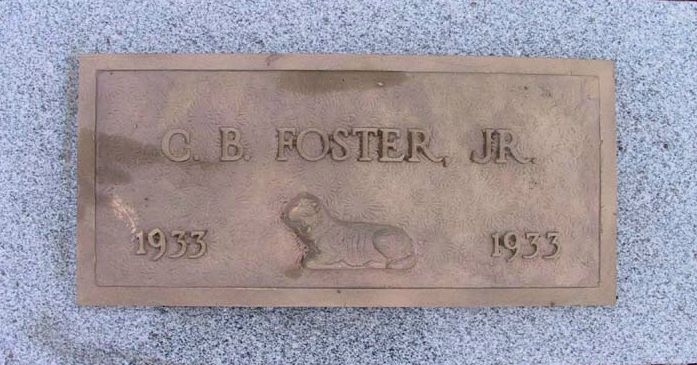 G. B. FOSTER, JR.
1933 1933